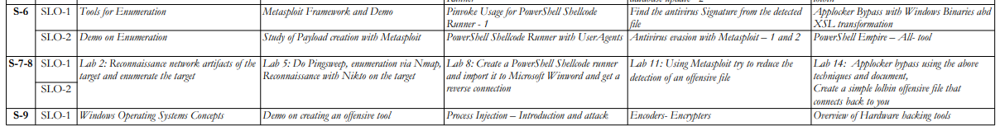 Runner
database update - 2
lolbin
S-6 SLO-1 Tools for Enumeration Metasploit Framework and Demo Pinvoke Usage for PowerShell Shellcode Find the antivirus Signature from the detected Applocker Bypass with Windows Binaries abd
Runner - 1 file XSL transformation
SLO-2 Demo on Enumeration Study of Payload creation with Metasploit PowerShell Shellcode Runner with UserAgents Antivirus evasion with Metasploit – 1 and 2 PowerShell Empire – All- tool
S-7-8 SLO-1 Lab 2: Reconnaissance network artifacts of the Lab 5: Do Pingsweep, enumeration via Nmap, Lab 8: Create a PowerShell Shellcode runner Lab 11: Using Metasploit try to reduce the Lab 14: Applocker bypass using the above
target and enumerate the target Reconnaissance with Nikto on the target and import it to Microsoft Winword and get a detection of an offensive file techniques and document,
SLO-2 reverse connection Create a simple lolbin offensive file that
connects back to you
S-9 SLO-1 Windows Operating Systems Concepts Demo on creating an offensive tool Process Injection – Introduction and attack Encoders- Encrypters Overview of Hardware hacking tools